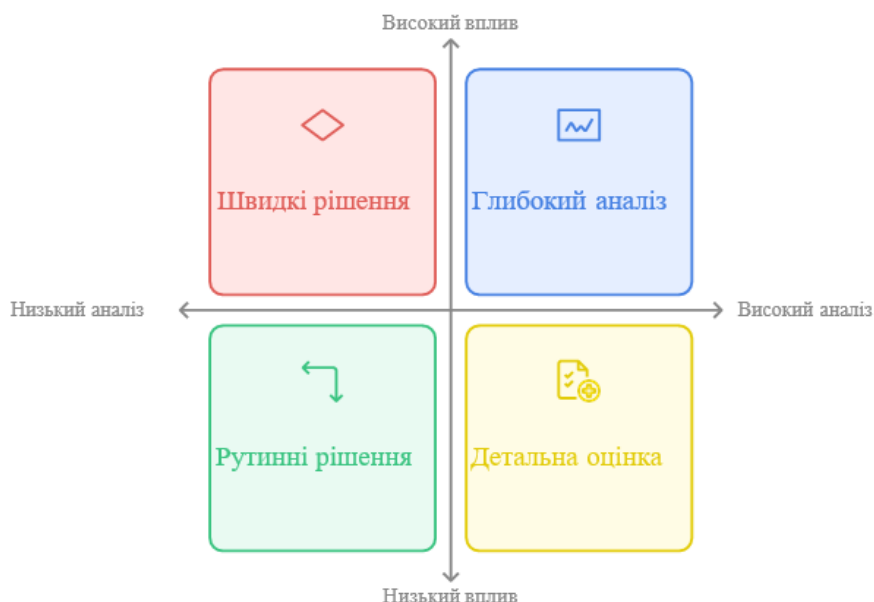 Високий вплив
Швидкі рішення
Глибокий аналіз
Низький аналіз
Високий аналіз
Рутинні рішення
Детальна оцінка
Низький вплив